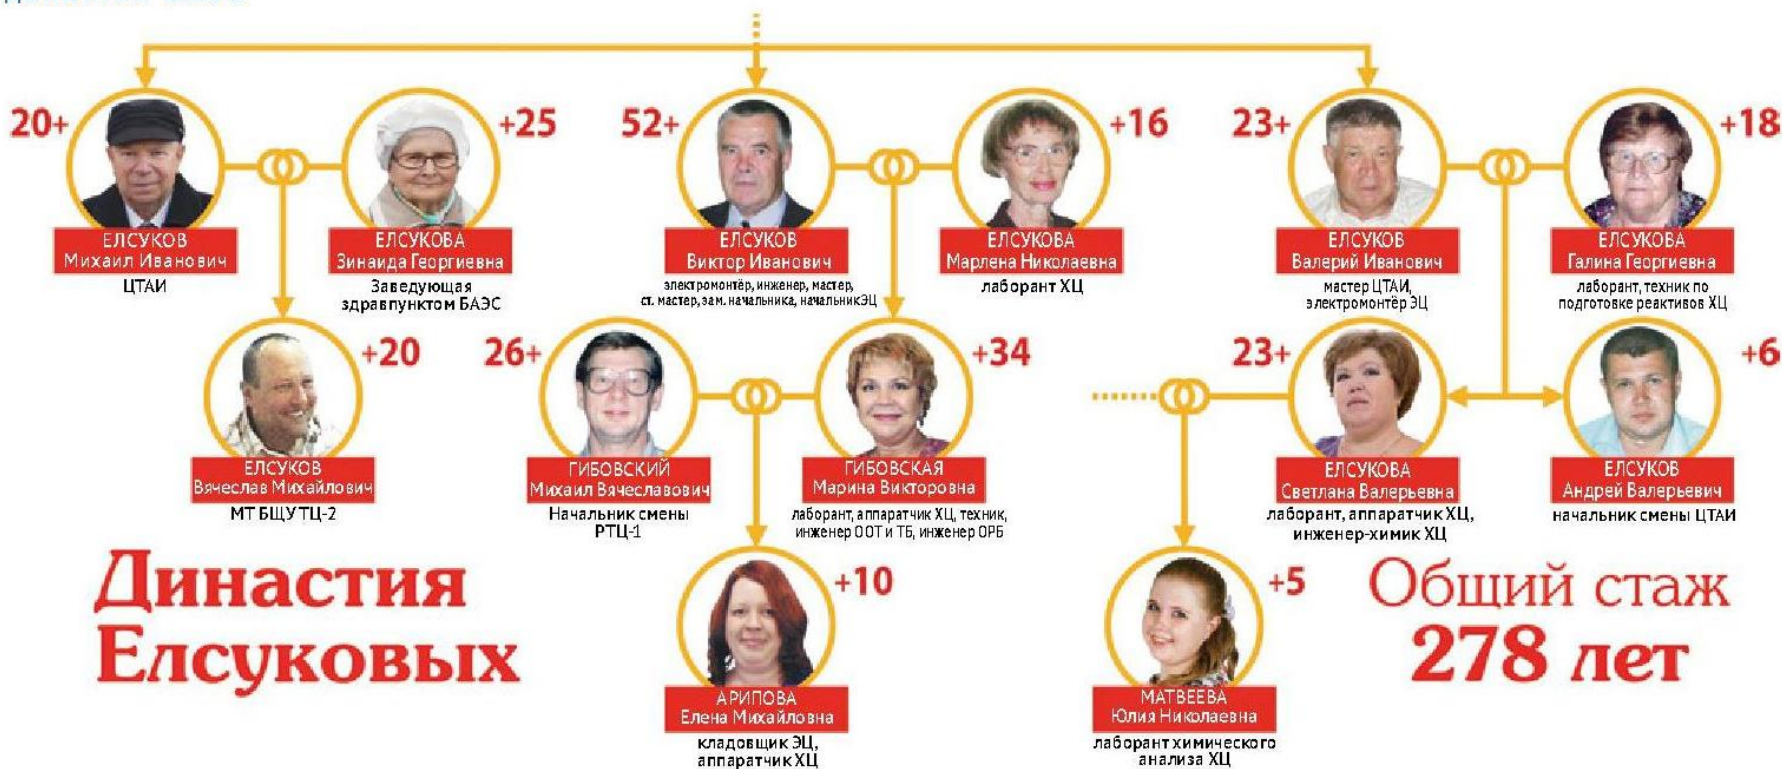 20+
+25
52+
+16
23+
+18
ЕЛСУКОВ
Михаил Иванович
ЦТАИ
ЕЛСУКОВА
Зинаида Георгиевна
Заведующая
здравпунктом БАЭС
ЕЛСУКОВ
Виктор Иванович
электромонтёр, инженер, мастер,
ст. мастер, зам. начальника, начальник ЭЦ
ЕЛСУКОВА
Марлена Николаевна
лаборант ХЦ
ЕЛСУКОВ
Валерий Иванович
мастер ЦТАИ,
электромонтёр ЭЦ
ЕЛСУКОВА
Галина Георгиевна
лаборант, техник по
подготовке реактивов ХЦ
+20
26+
+34
23+
+6
ЕЛСУКОВ
Вячеслав Михайлович
МТ БЩУ ТЦ-2
ГИБОВСКИЙ
Михаил Вячеславович
Начальник смены
РТЦ-1
ГИБОВСКАЯ
Марина Викторовна
лаборант, аппаратчик ХЦ, техник,
инженер ООТ и ТБ, инженер ОРБ
ЕЛСУКОВА
Светлана Валерьевна
лаборант, аппаратчик ХЦ,
инженер-химик ХЦ
ЕЛСУКОВ
Андрей Валерьевич
начальник смены ЦТАИ
Династия
Елсуковых
+10
АРИПОВА
Елена Михайловна
кладовщик ЭЦ,
аппаратчик ХЦ
+5
МАТВЕЕВА
Юлия Николаевна
лаборант химического
анализа ХЦ
Общий стаж
278 лет